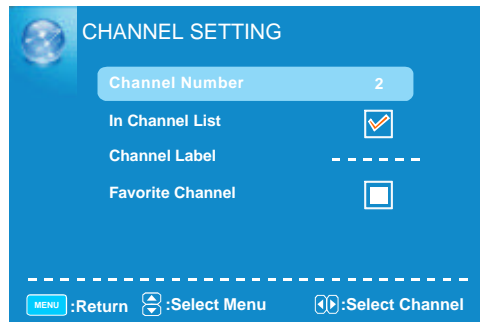 CHANNEL SETTING
Channel Number 2
In Channel List
Channel Label - - - - - -
Favorite Channel
MENU :Return :Select Menu :Select Channel